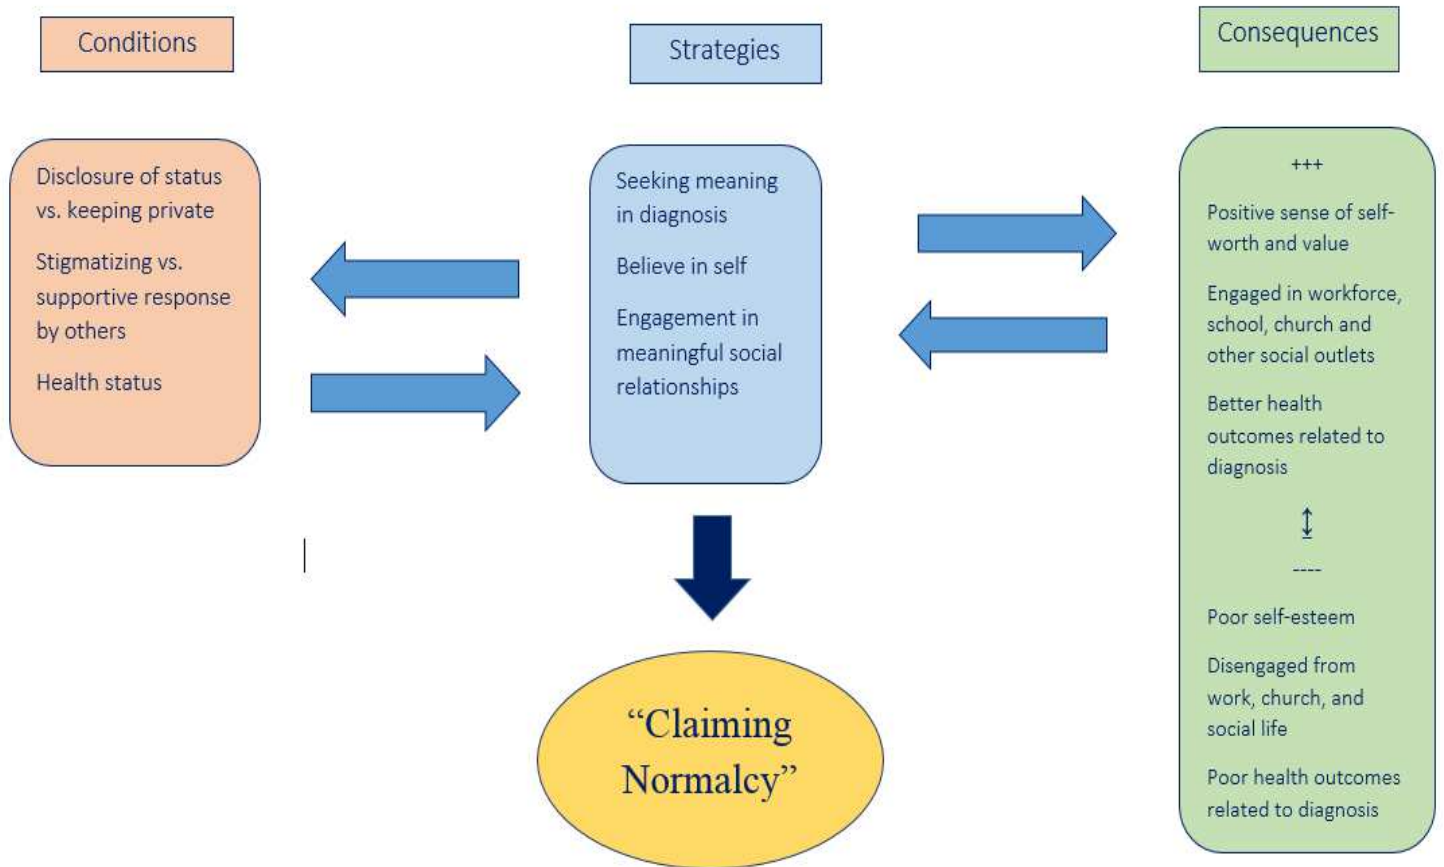 Conditions
Strategies
Consequences
Disclosure of status
vs. keeping private
Stigmatizing vs.
supportive response
by others
Health status
Seeking meaning
in diagnosis
Believe in self
Engagement in
meaningful social
relationships
+++
Positive sense of self-
worth and value
Engaged in workforce,
school, church and
other social outlets
Better health
outcomes related to
diagnosis
----
Poor self-esteem
Disengaged from
work, church, and
social life
Poor health outcomes
related to diagnosis
“Claiming
Normalcy”